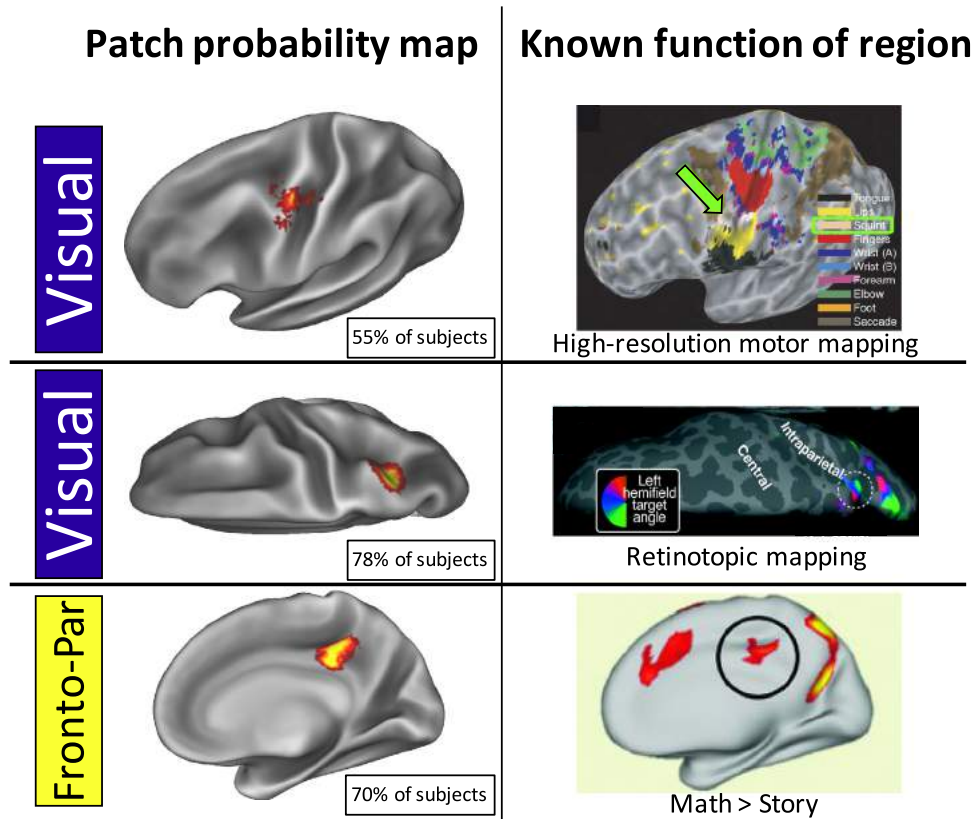 Patch probability map
Known function of region
Visual
55% of subjects
Tongue
Lips
Squint
Fingers
Wrist (A)
Wrist (B)
Forearm
Elbow
Foot
Saccade
High-resolution motor mapping
Visual
78% of subjects
Central
Intraparietal
Left
hemifield
target
angle
Retinotopic mapping
Fronto-Par
70% of subjects
Math > Story